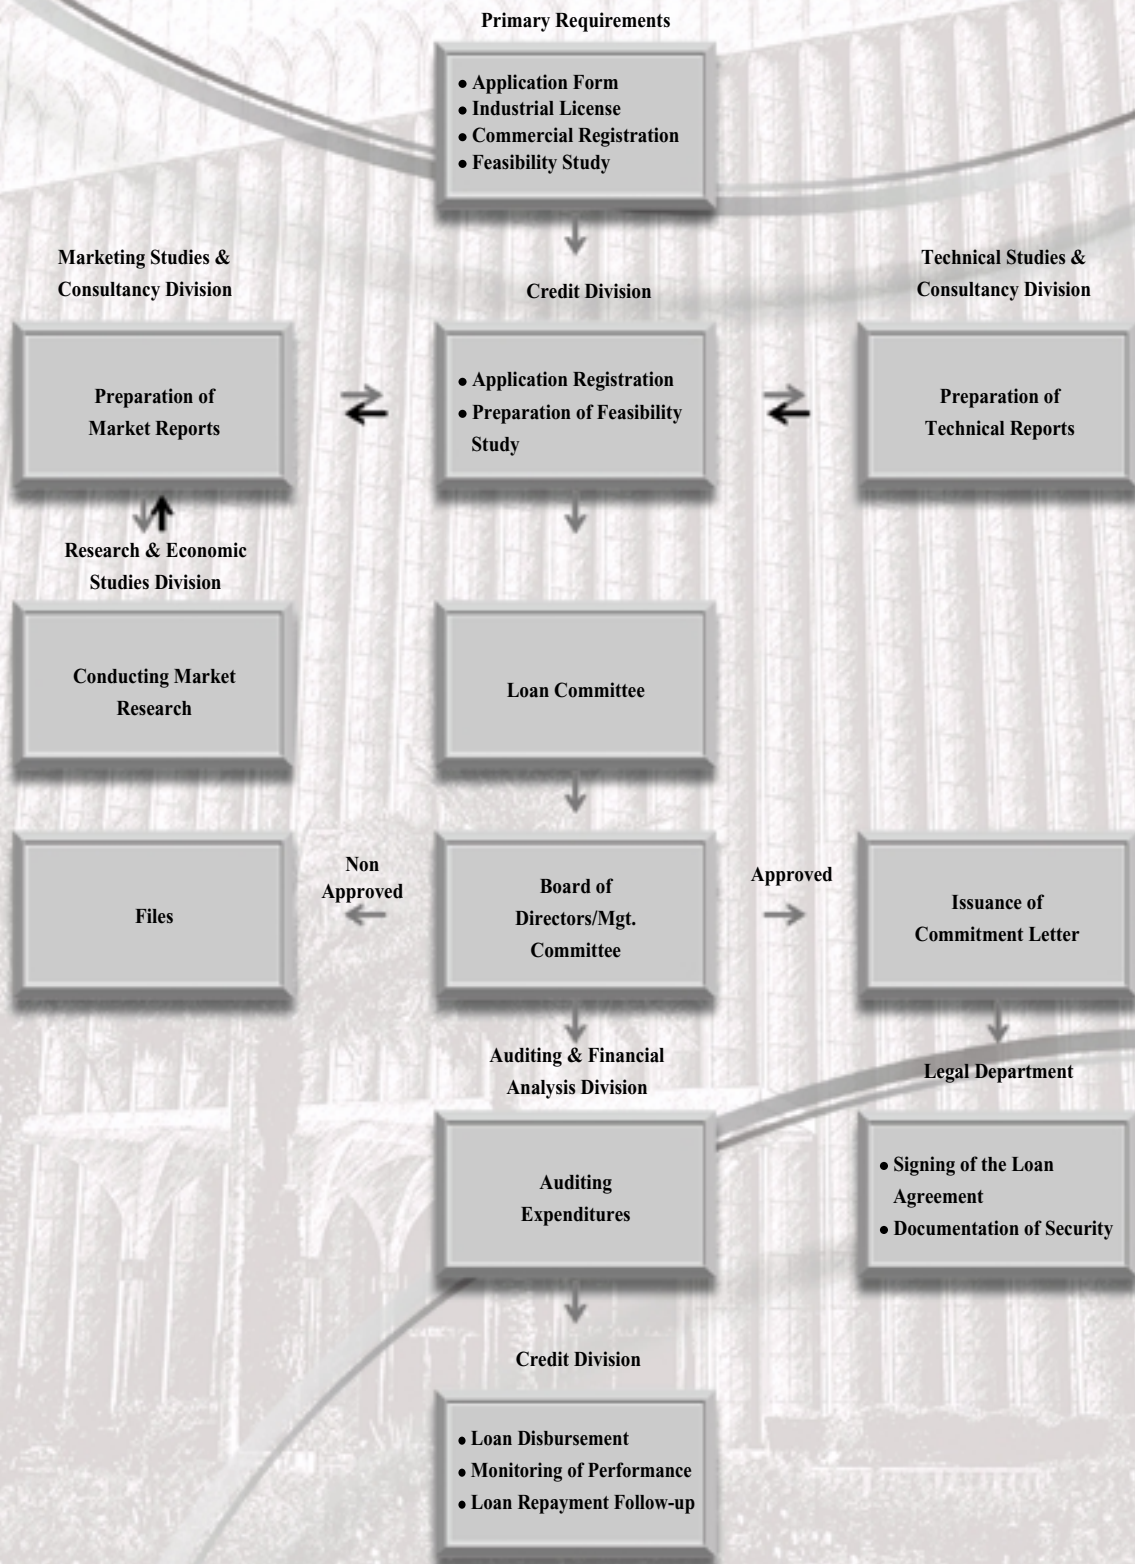 Primary Requirements
• Application Form
• Industrial License
• Commercial Registration
• Feasibility Study
Marketing Studies &
Consultancy Division
Credit Division
Technical Studies &
Consultancy Division
Preparation of
Market Reports
• Application Registration
• Preparation of Feasibility
Study
Preparation of
Technical Reports
Research & Economic
Studies Division
Conducting Market
Research
Loan Committee
Files
Non
Approved
Board of
Directors/Mgt.
Committee
Approved
Issuance of
Commitment Letter
Auditing & Financial
Analysis Division
Legal Department
Auditing
Expenditures
• Signing of the Loan
Agreement
• Documentation of Security
Credit Division
• Loan Disbursement
• Monitoring of Performance
• Loan Repayment Follow-up